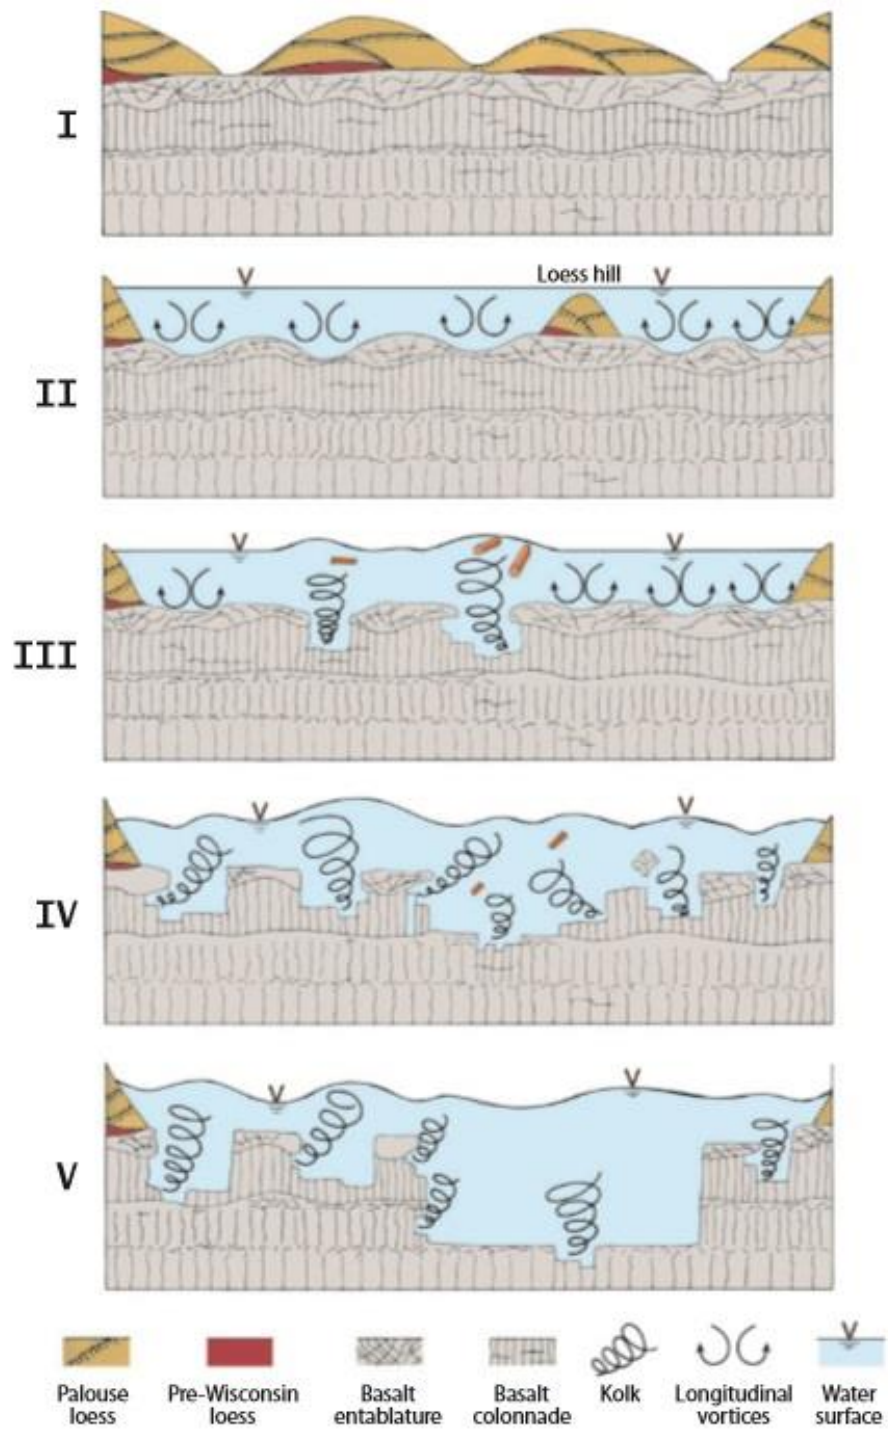 I
Loess hill
II
III
IV
V
Palouse
loess
Pre-Wisconsin
loess
Basalt
entablature
Basalt
colonnade
Kolk
Longitudinal
vortices
Water
surface